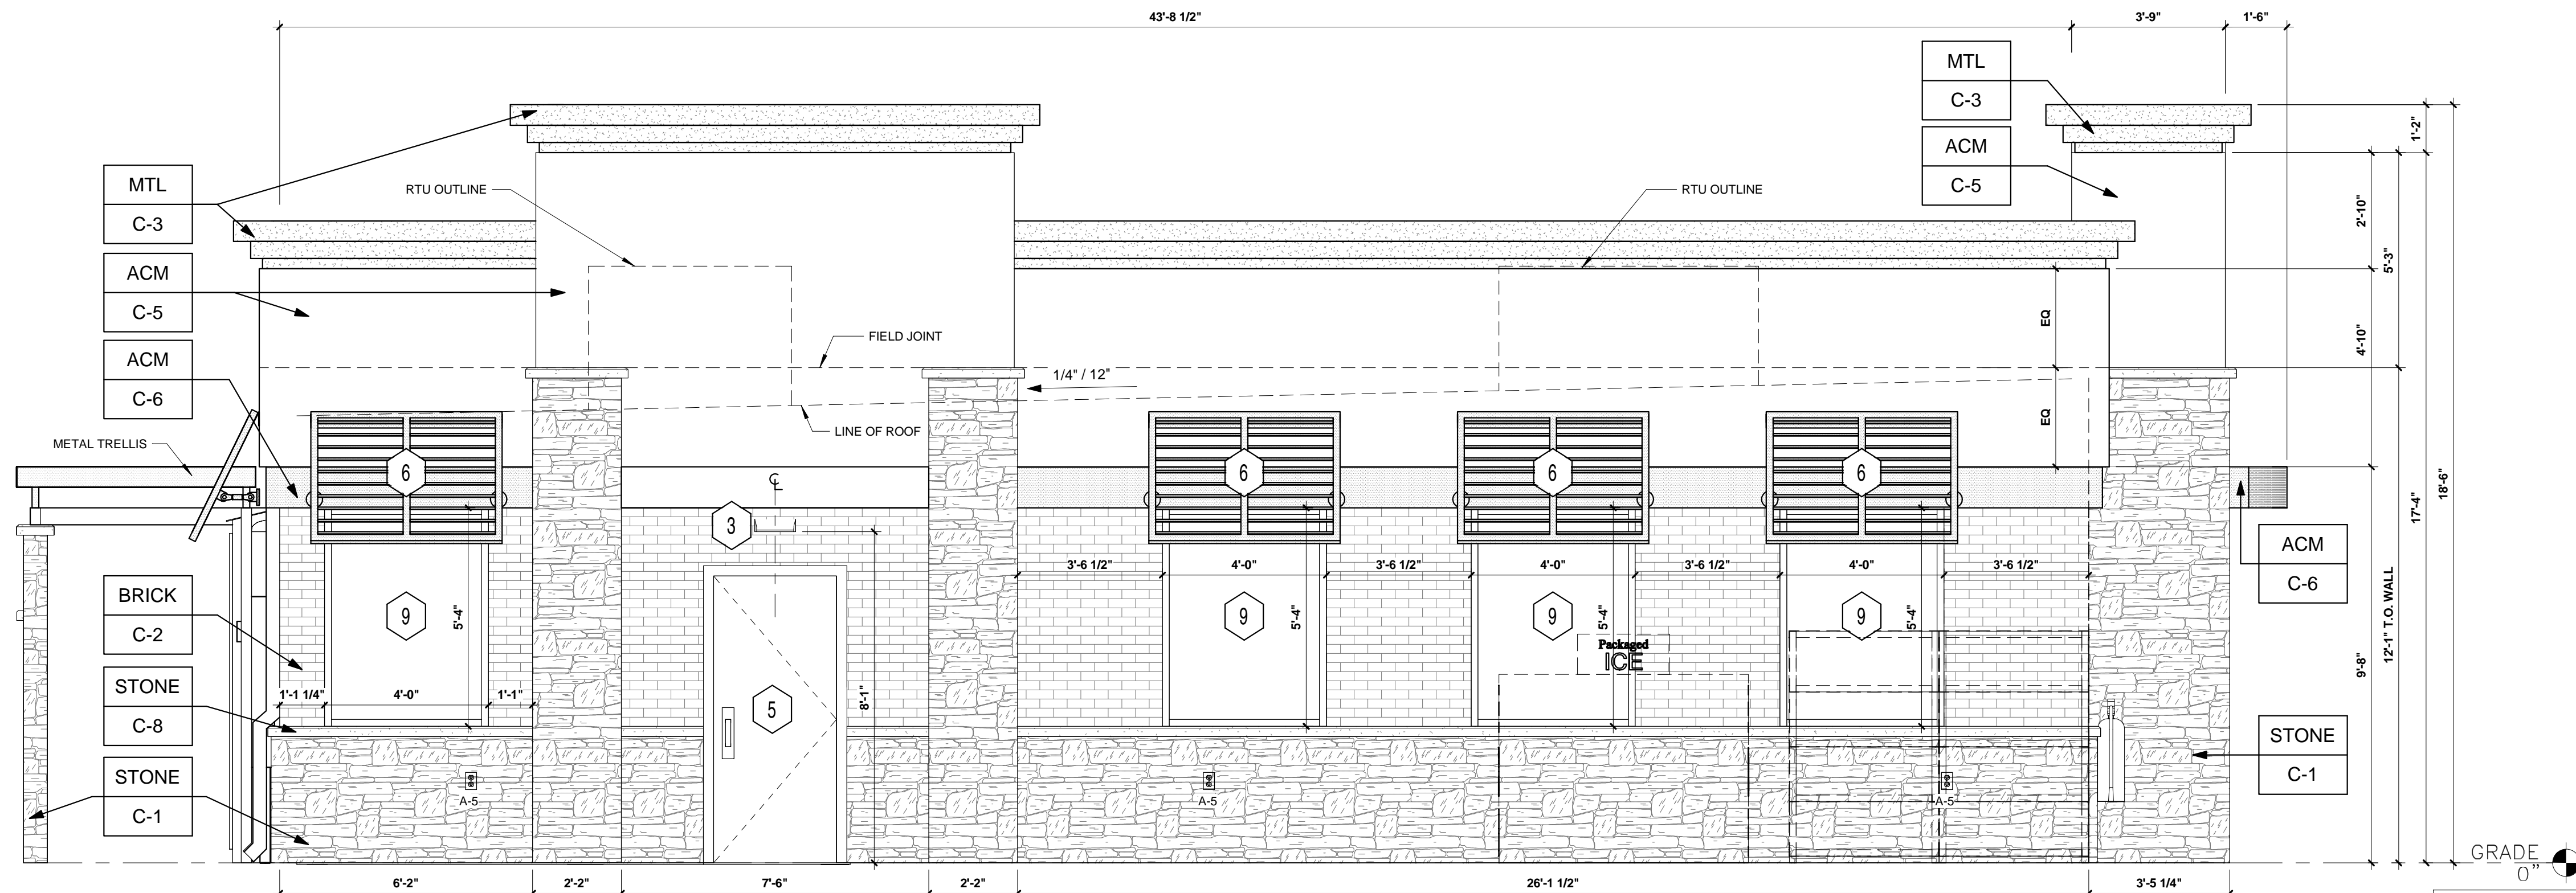 43'-8 1/2"
3'-9"
1'-6"
MTL
C-3
ACM
C-5
1'-2"
MTL
C-3
RTU OUTLINE
RTU OUTLINE
2'-10"
5'-3"
ACM
C-5
EQ
4'-10"
FIELD JOINT
1/4" / 12"
ACM
C-6
EQ
LINE OF ROOF
METAL TRELLIS
6
6
6
6
18'-6"
17'-4"
℄
3
ACM
C-6
3'-6 1/2"
4'-0"
3'-6 1/2"
4'-0"
3'-6 1/2"
4'-0"
3'-6 1/2"
BRICK
C-2
9
5'-4"
9
5'-4"
9
5'-4"
9
5'-4"
12'-1" T.O. WALL
9'-8"
Packaged
ICE
STONE
C-8
1'-1 1/4"
4'-0"
1'-1"
5
8'-1"
STONE
C-1
STONE
C-1
A-5
A-5
A-5
GRADE
0"
6'-2"
2'-2"
7'-6"
2'-2"
26'-1 1/2"
3'-5 1/4"